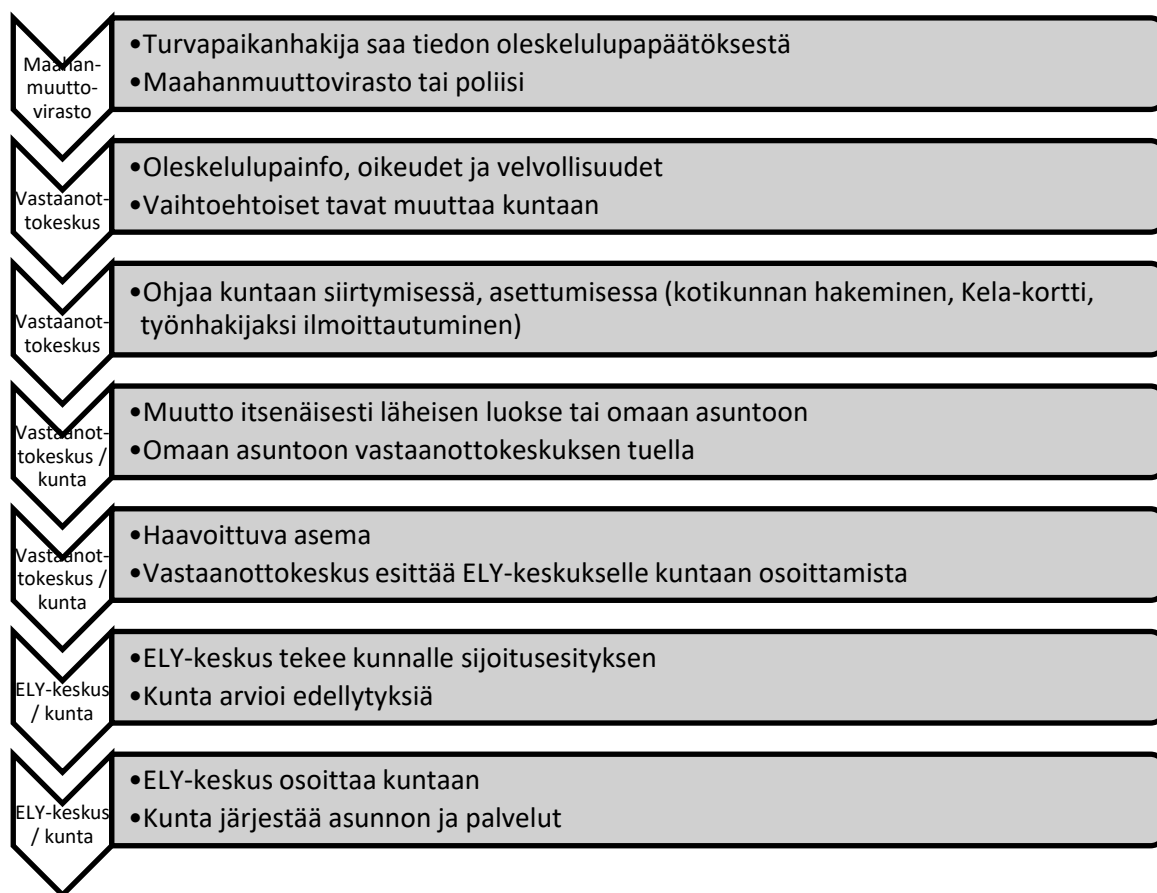 Maahan-
muutto-
virasto
•Turvapaikanhakija saa tiedon oleskelulupapäätöksestä
•Maahanmuuttovirasto tai poliisi
Vastaanot-
tokeskus
•Oleskelulupainfo, oikeudet ja velvollisuudet
•Vaihtoehtoiset tavat muuttaa kuntaan
Vastaanot-
tokeskus
•Ohjaa kuntaan siirtymisessä, asettumisessa (kotikunnan hakeminen, Kela-kortti,
työnhakijaksi ilmoittautuminen)
Vastaanot-
tokeskus /
kunta
•Muutto itsenäisesti läheisen luokse tai omaan asuntoon
•Omaan asuntoon vastaanottokeskuksen tuella
Vastaanot-
tokeskus /
kunta
•Haavoittuva asema
•Vastaanottokeskus esittää ELY-keskukselle kuntaan osoittamista
ELY-keskus
/ kunta
•ELY-keskus tekee kunnalle sijoitusesityksen
•Kunta arvioi edellytyksiä
ELY-keskus
/ kunta
•ELY-keskus osoittaa kuntaan
•Kunta järjestää asunnon ja palvelut